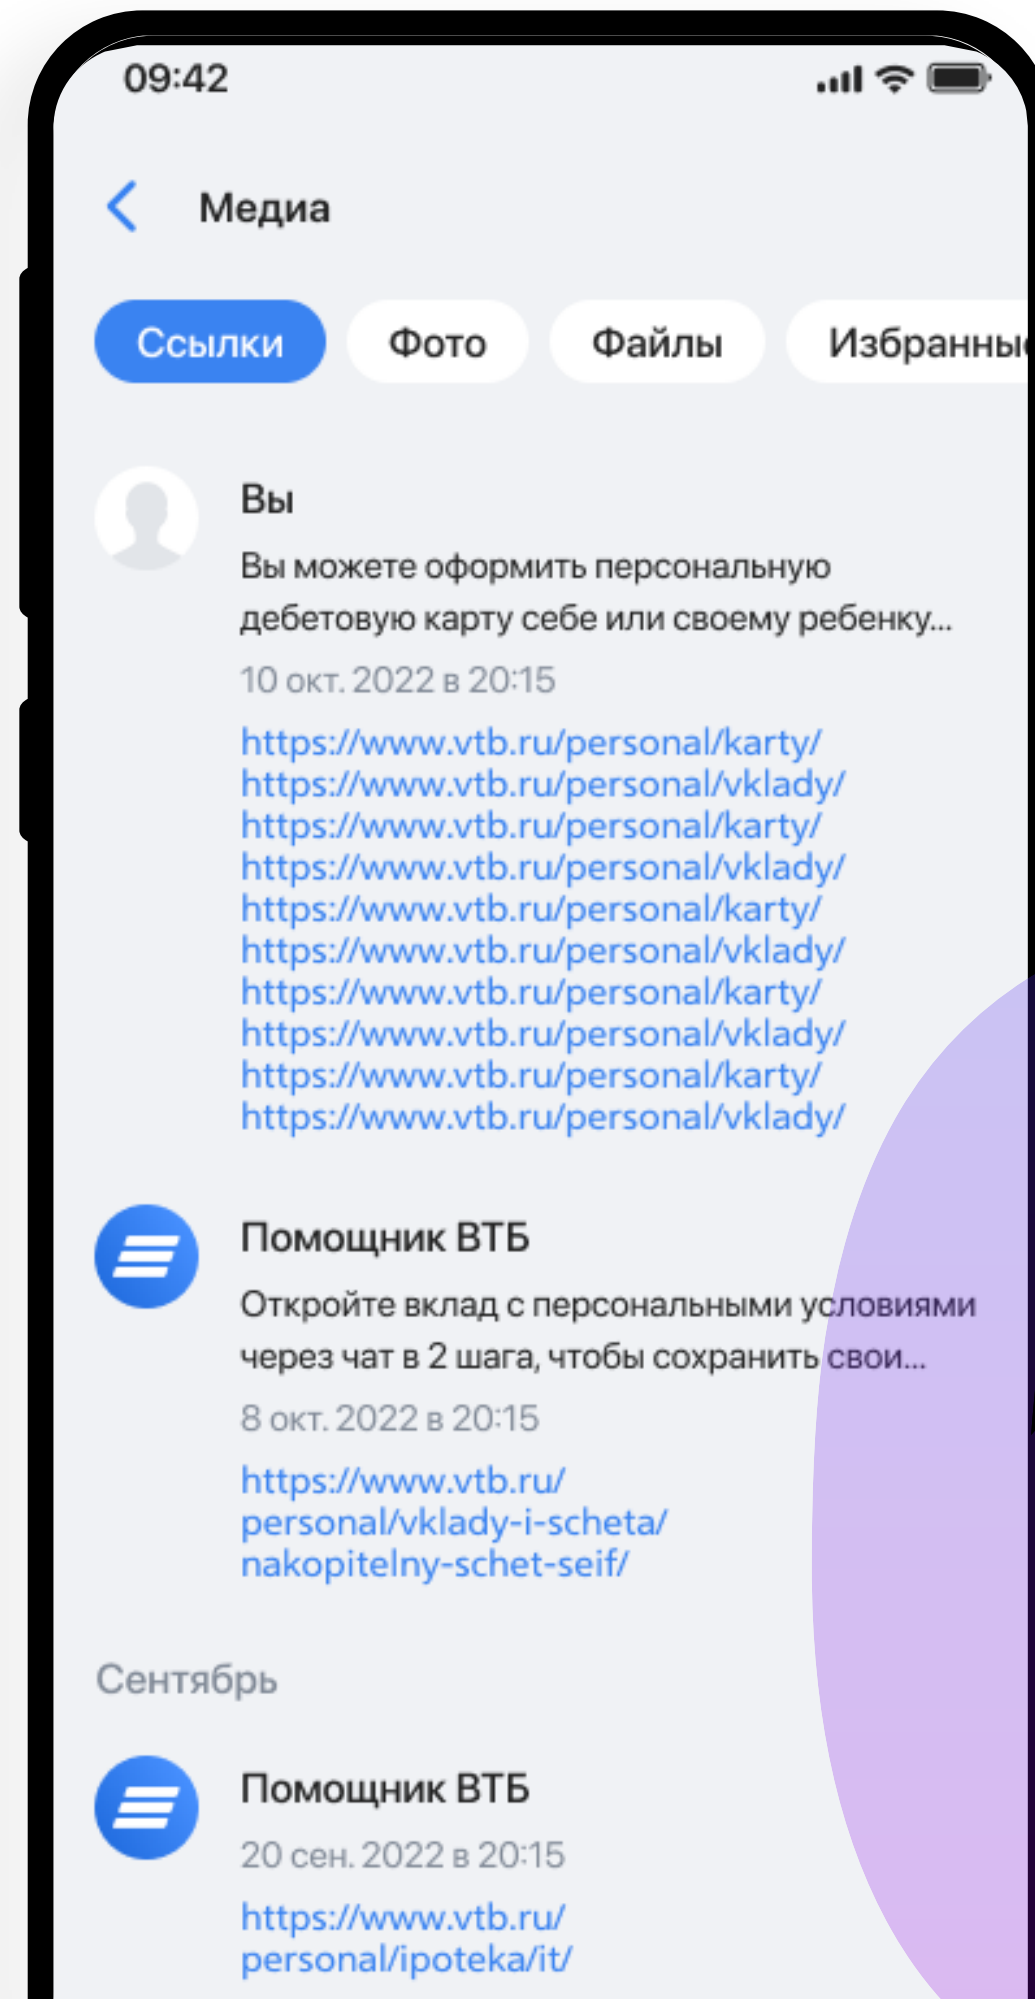 09:42
Медиа
Ссылки Фото Файлы Избранные
Вы
Вы можете оформить персональную
дебетовую карту себе или своему ребенку...
10 окт. 2022 в 20:15
https://www.vtb.ru/personal/karty/
https://www.vtb.ru/personal/vklady/
https://www.vtb.ru/personal/karty/
https://www.vtb.ru/personal/vklady/
https://www.vtb.ru/personal/karty/
https://www.vtb.ru/personal/vklady/
https://www.vtb.ru/personal/karty/
https://www.vtb.ru/personal/vklady/
https://www.vtb.ru/personal/karty/
https://www.vtb.ru/personal/vklady/
Помощник ВТБ
Откройте вклад с персональными условиями
через чат в 2 шага, чтобы сохранить свои...
8 окт. 2022 в 20:15
https://www.vtb.ru/
personal/vklady-i-scheta/
nakopitelny-schet-seif/
Сентябрь
Помощник ВТБ
20 сен. 2022 в 20:15
https://www.vtb.ru/
personal/ipoteka/it/